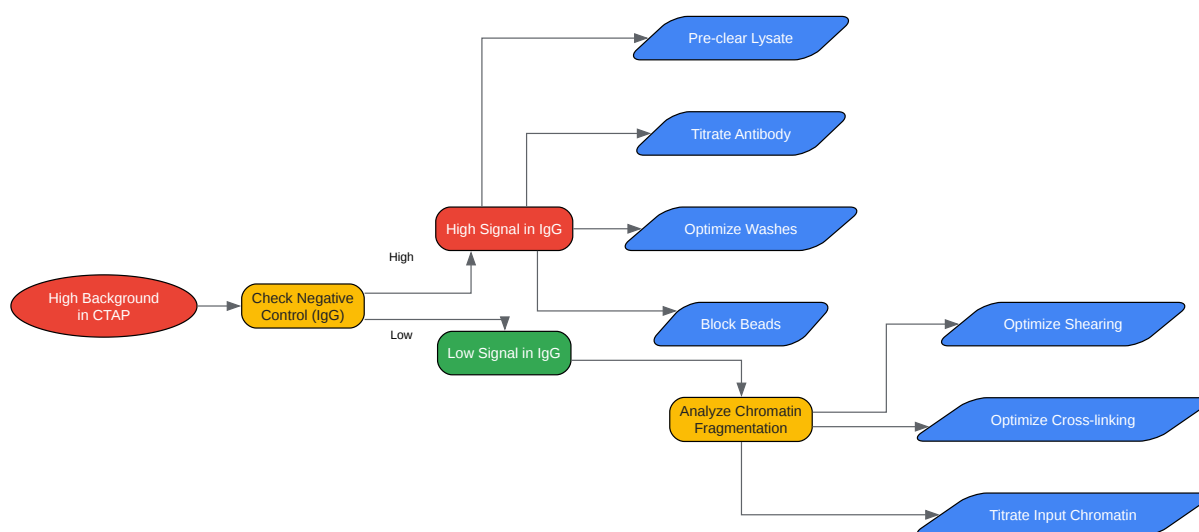 Pre-clear Lysate
Titrate Antibody
High Signal in IgG
Optimize Washes
High
High Background
in CTAP
Check Negative
Control (IgG)
Low
Low Signal in IgG
Block Beads
Optimize Shearing
Analyze Chromatin
Fragmentation
Optimize Cross-linking
Titrate Input Chromatin